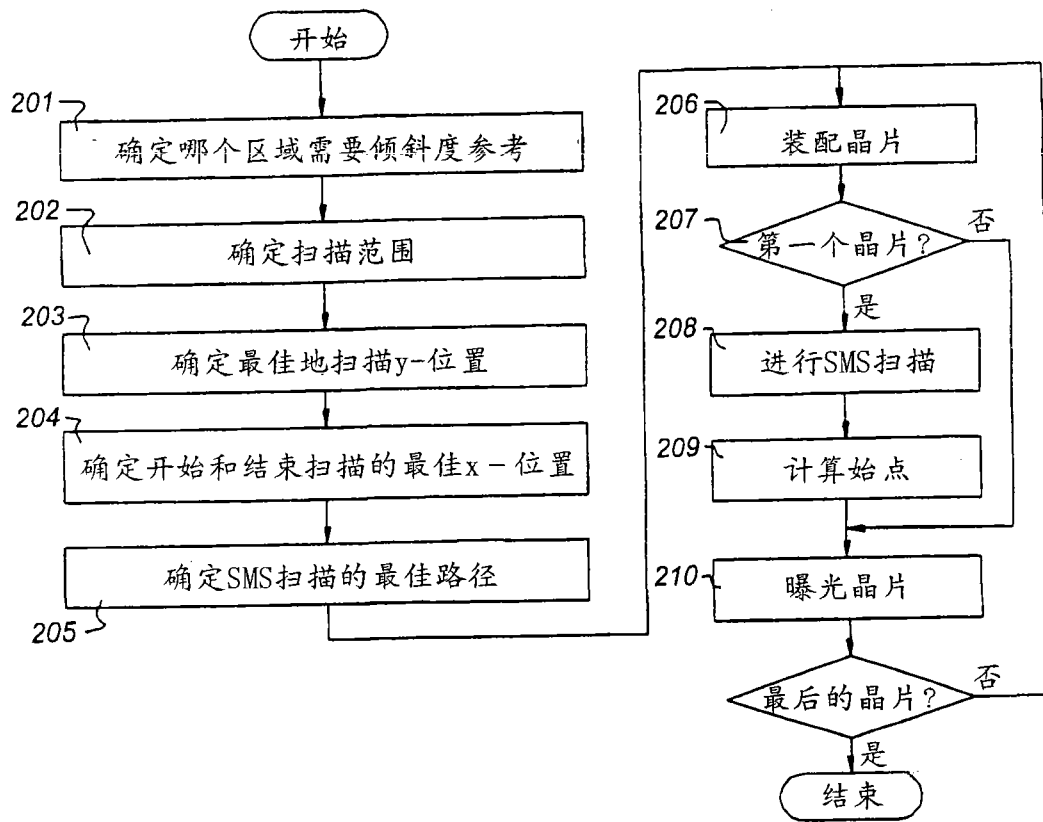 开始
201
确定哪个区域需要倾斜度参考
202
确定扫描范围
203
确定最佳地扫描y-位置
204
确定开始和结束扫描的最佳x-位置
205
确定SMS扫描的最佳路径
206
装配晶片
207
第一个晶片?
否
是
208
进行SMS扫描
209
计算始点
210
曝光晶片
最后的晶片?
否
是
结束